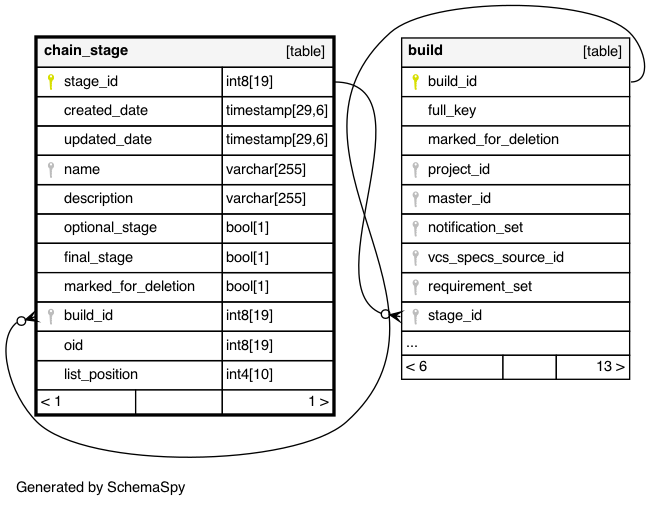 chain_stage [table]
stage_id int8[19]
created_date timestamp[29,6]
updated_date timestamp[29,6]
name varchar[255]
description varchar[255]
optional_stage bool[1]
final_stage bool[1]
marked_for_deletion bool[1]
build_id int8[19]
oid int8[19]
list_position int4[10]
< 1 1 >
build [table]
build_id
full_key
marked_for_deletion
project_id
master_id
notification_set
vcs_specs_source_id
requirement_set
stage_id
...
< 6 13 >
Generated by SchemaSpy